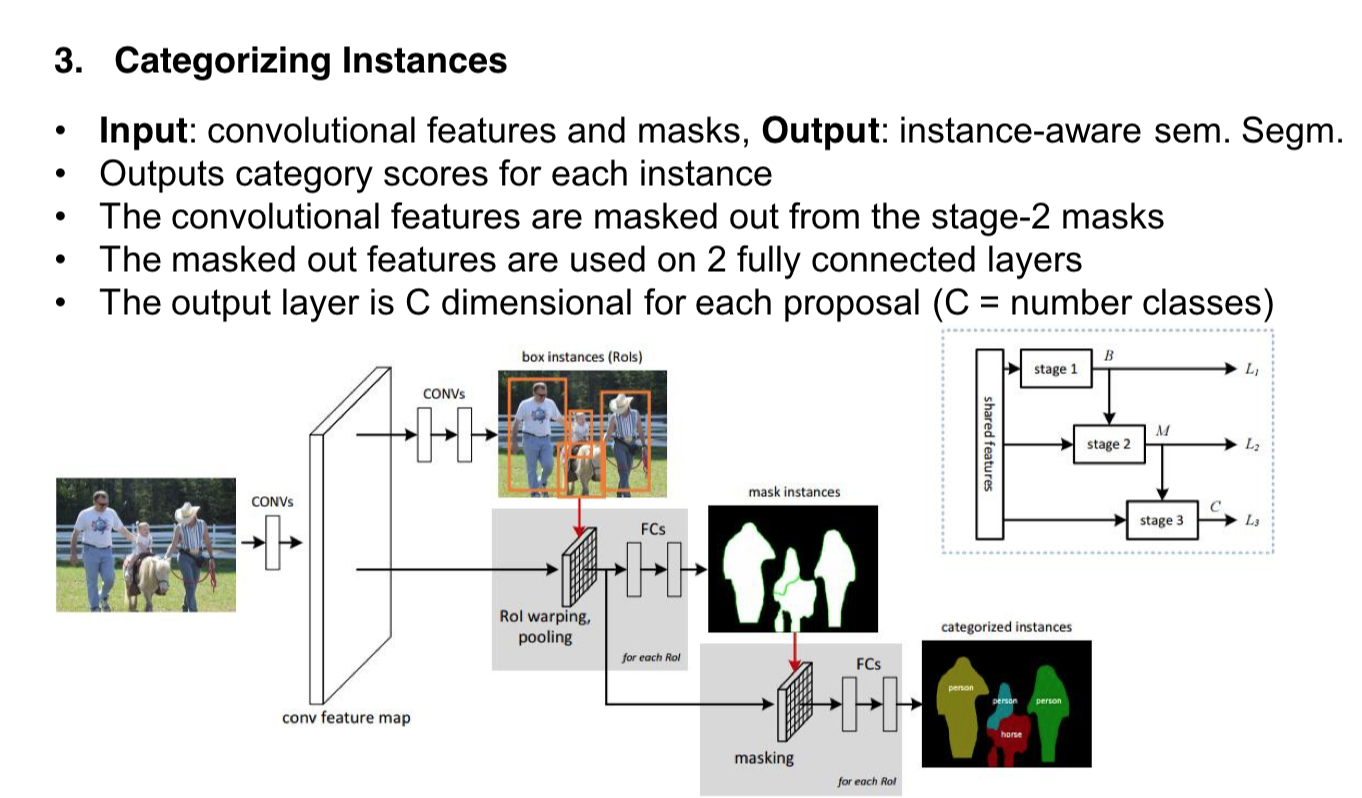 3. Categorizing Instances
• Input: convolutional features and masks, Output: instance-aware sem. Segm.
• Outputs category scores for each instance
• The convolutional features are masked out from the stage-2 masks
• The masked out features are used on 2 fully connected layers
• The output layer is C dimensional for each proposal (C = number classes)
box instances (RoIs)
CONVs
CONVs
conv feature map
FCs
RoI warping,
pooling
for each RoI
mask instances
FCs
masking
for each RoI
categorized instances
person
person
person
horse
shared features
stage 1
B
L₁
stage 2
M
L₂
stage 3
C
L₃